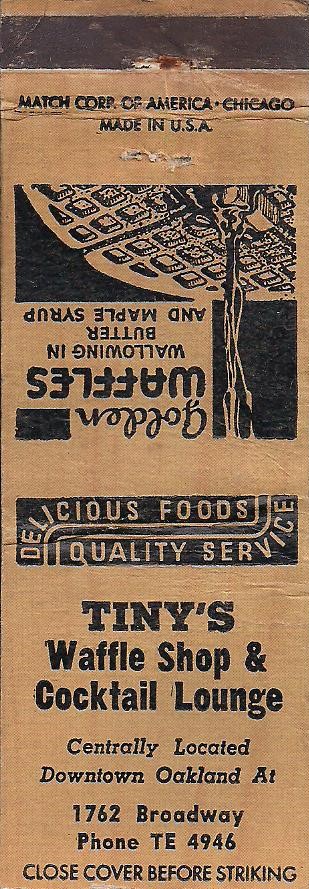 MATCH CORP. OF AMERICA · CHICAGO
MADE IN U.S.A.
Golden
WAFFLES
WALLOWING IN
BUTTER
AND MAPLE SYRUP
DELICIOUS FOODS
QUALITY SERVICE
TINY'S
Waffle Shop &
Cocktail Lounge
Centrally Located
Downtown Oakland At
1762 Broadway
Phone TE 4946
CLOSE COVER BEFORE STRIKING